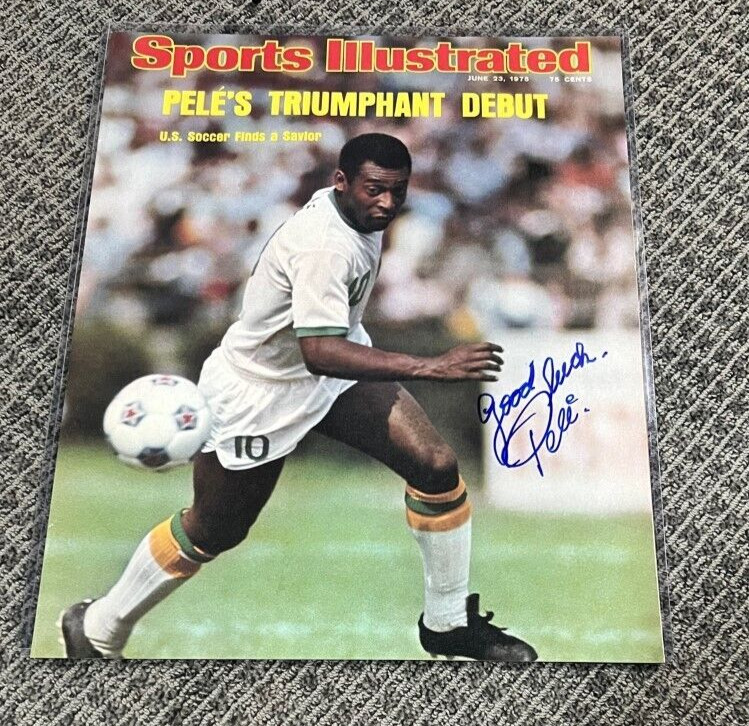 Sports Illustrated
JUNE 23, 1975 75 CENTS
PELÉ'S TRIUMPHANT DEBUT
U.S. Soccer Finds a Savior
10
10
Good luck.
Pelé.